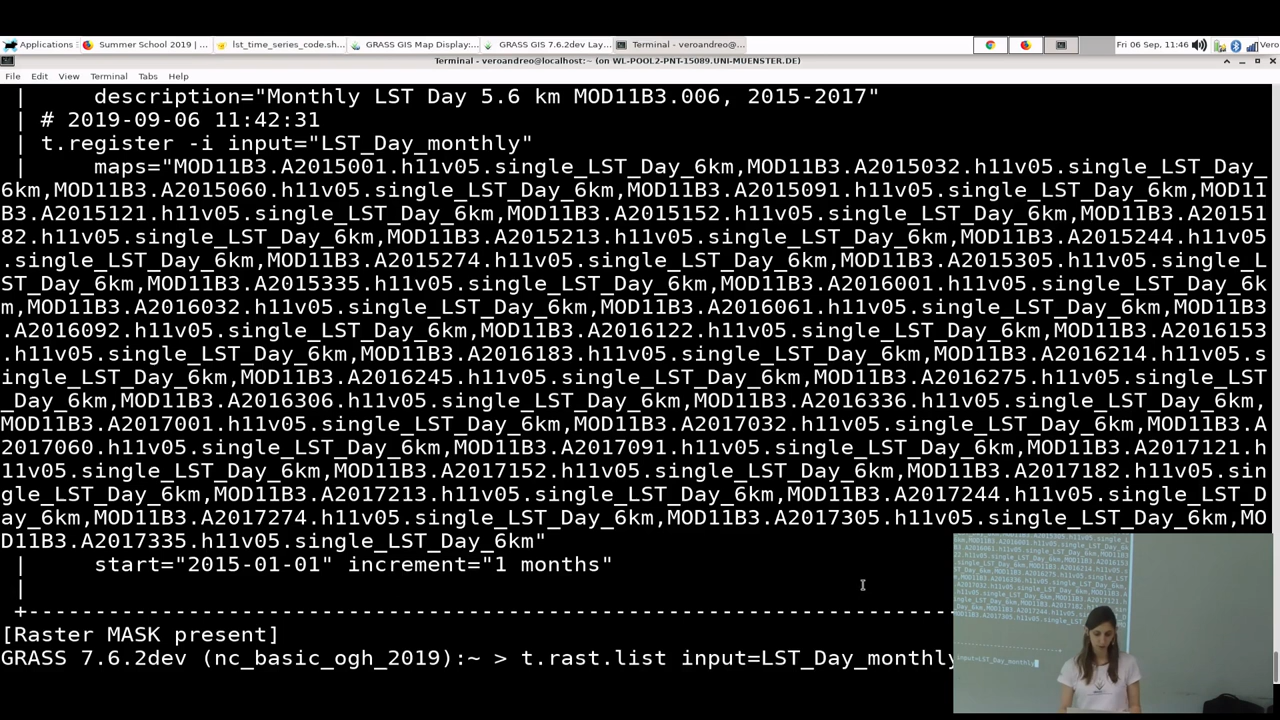 Applications
Summer School 2019 | ...
lst_time_series_code.sh...
GRASS GIS Map Display:...
GRASS GIS 7.6.2dev Lay...
Terminal - veroandreo@...
Fri 06 Sep, 11:46
Vero
Terminal - veroandreo@localhost:~ (on WL-POOL2-PNT-15089.UNI-MUENSTER.DE)
File Edit View Terminal Tabs Help
| description="Monthly LST Day 5.6 km MOD11B3.006, 2015-2017"
| # 2019-09-06 11:42:31
| t.register -i input="LST_Day_monthly"
| maps="MOD11B3.A2015001.h11v05.single_LST_Day_6km,MOD11B3.A2015032.h11v05.single_LST_Day_
6km,MOD11B3.A2015060.h11v05.single_LST_Day_6km,MOD11B3.A2015091.h11v05.single_LST_Day_6km,MOD11
B3.A2015121.h11v05.single_LST_Day_6km,MOD11B3.A2015152.h11v05.single_LST_Day_6km,MOD11B3.A20151
82.h11v05.single_LST_Day_6km,MOD11B3.A2015213.h11v05.single_LST_Day_6km,MOD11B3.A2015244.h11v05
.single_LST_Day_6km,MOD11B3.A2015274.h11v05.single_LST_Day_6km,MOD11B3.A2015305.h11v05.single_L
ST_Day_6km,MOD11B3.A2015335.h11v05.single_LST_Day_6km,MOD11B3.A2016001.h11v05.single_LST_Day_6k
m,MOD11B3.A2016032.h11v05.single_LST_Day_6km,MOD11B3.A2016061.h11v05.single_LST_Day_6km,MOD11B3
.A2016092.h11v05.single_LST_Day_6km,MOD11B3.A2016122.h11v05.single_LST_Day_6km,MOD11B3.A2016153
.h11v05.single_LST_Day_6km,MOD11B3.A2016183.h11v05.single_LST_Day_6km,MOD11B3.A2016214.h11v05.s
ingle_LST_Day_6km,MOD11B3.A2016245.h11v05.single_LST_Day_6km,MOD11B3.A2016275.h11v05.single_LST
_Day_6km,MOD11B3.A2016306.h11v05.single_LST_Day_6km,MOD11B3.A2016336.h11v05.single_LST_Day_6km,
MOD11B3.A2017001.h11v05.single_LST_Day_6km,MOD11B3.A2017032.h11v05.single_LST_Day_6km,MOD11B3.A
2017060.h11v05.single_LST_Day_6km,MOD11B3.A2017091.h11v05.single_LST_Day_6km,MOD11B3.A2017121.h
11v05.single_LST_Day_6km,MOD11B3.A2017152.h11v05.single_LST_Day_6km,MOD11B3.A2017182.h11v05.sin
gle_LST_Day_6km,MOD11B3.A2017213.h11v05.single_LST_Day_6km,MOD11B3.A2017244.h11v05.single_LST_D
ay_6km,MOD11B3.A2017274.h11v05.single_LST_Day_6km,MOD11B3.A2017305.h11v05.single_LST_Day_6km,MO
D11B3.A2017335.h11v05.single_LST_Day_6km"
| start="2015-01-01" increment="1 months"
|
+-----------------------------------------------------------------------
[Raster MASK present]
GRASS 7.6.2dev (nc_basic_ogh_2019):~ > t.rast.list input=LST_Day_monthly
input=LST_Day_monthly